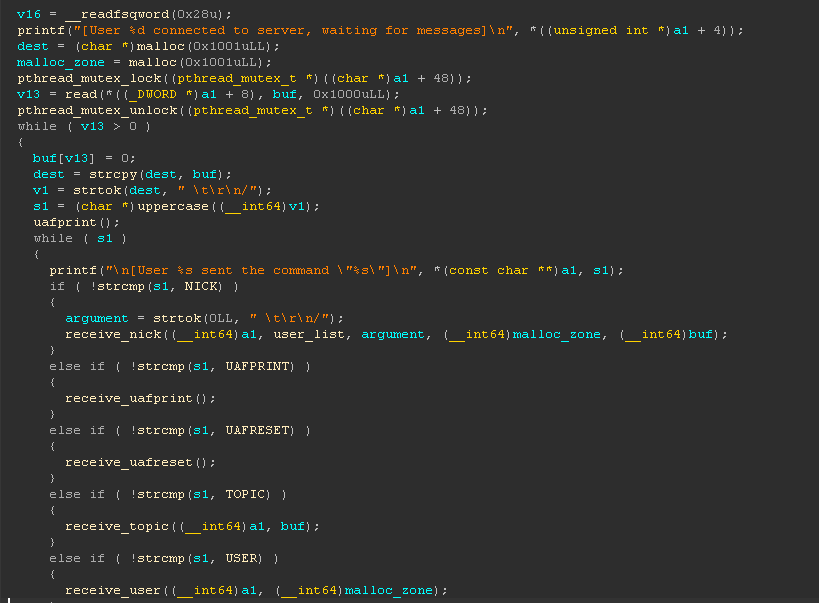 v16 = __readfsqword(0x28u);
printf("[User %d connected to server, waiting for messages]\n", *((unsigned int *)a1 + 4));
dest = (char *)malloc(0x1001uLL);
malloc_zone = malloc(0x1001uLL);
pthread_mutex_lock((pthread_mutex_t *)((char *)a1 + 48));
v13 = read(*((_DWORD *)a1 + 8), buf, 0x1000uLL);
pthread_mutex_unlock((pthread_mutex_t *)((char *)a1 + 48));
while ( v13 > 0 )
{
buf[v13] = 0;
dest = strcpy(dest, buf);
v1 = strtok(dest, " \t\r\n/");
s1 = (char *)uppercase((__int64)v1);
uafprint();
while ( s1 )
{
printf("\n[User %s sent the command \"%s\"]\n", *(const char **)a1, s1);
if ( !strcmp(s1, NICK) )
{
argument = strtok(0LL, " \t\r\n/");
receive_nick((__int64)a1, user_list, argument, (__int64)malloc_zone, (__int64)buf);
}
else if ( !strcmp(s1, UAFPRINT) )
{
receive_uafprint();
}
else if ( !strcmp(s1, UAFRESET) )
{
receive_uafreset();
}
else if ( !strcmp(s1, TOPIC) )
{
receive_topic((__int64)a1, buf);
}
else if ( !strcmp(s1, USER) )
{
receive_user((__int64)a1, (__int64)malloc_zone);